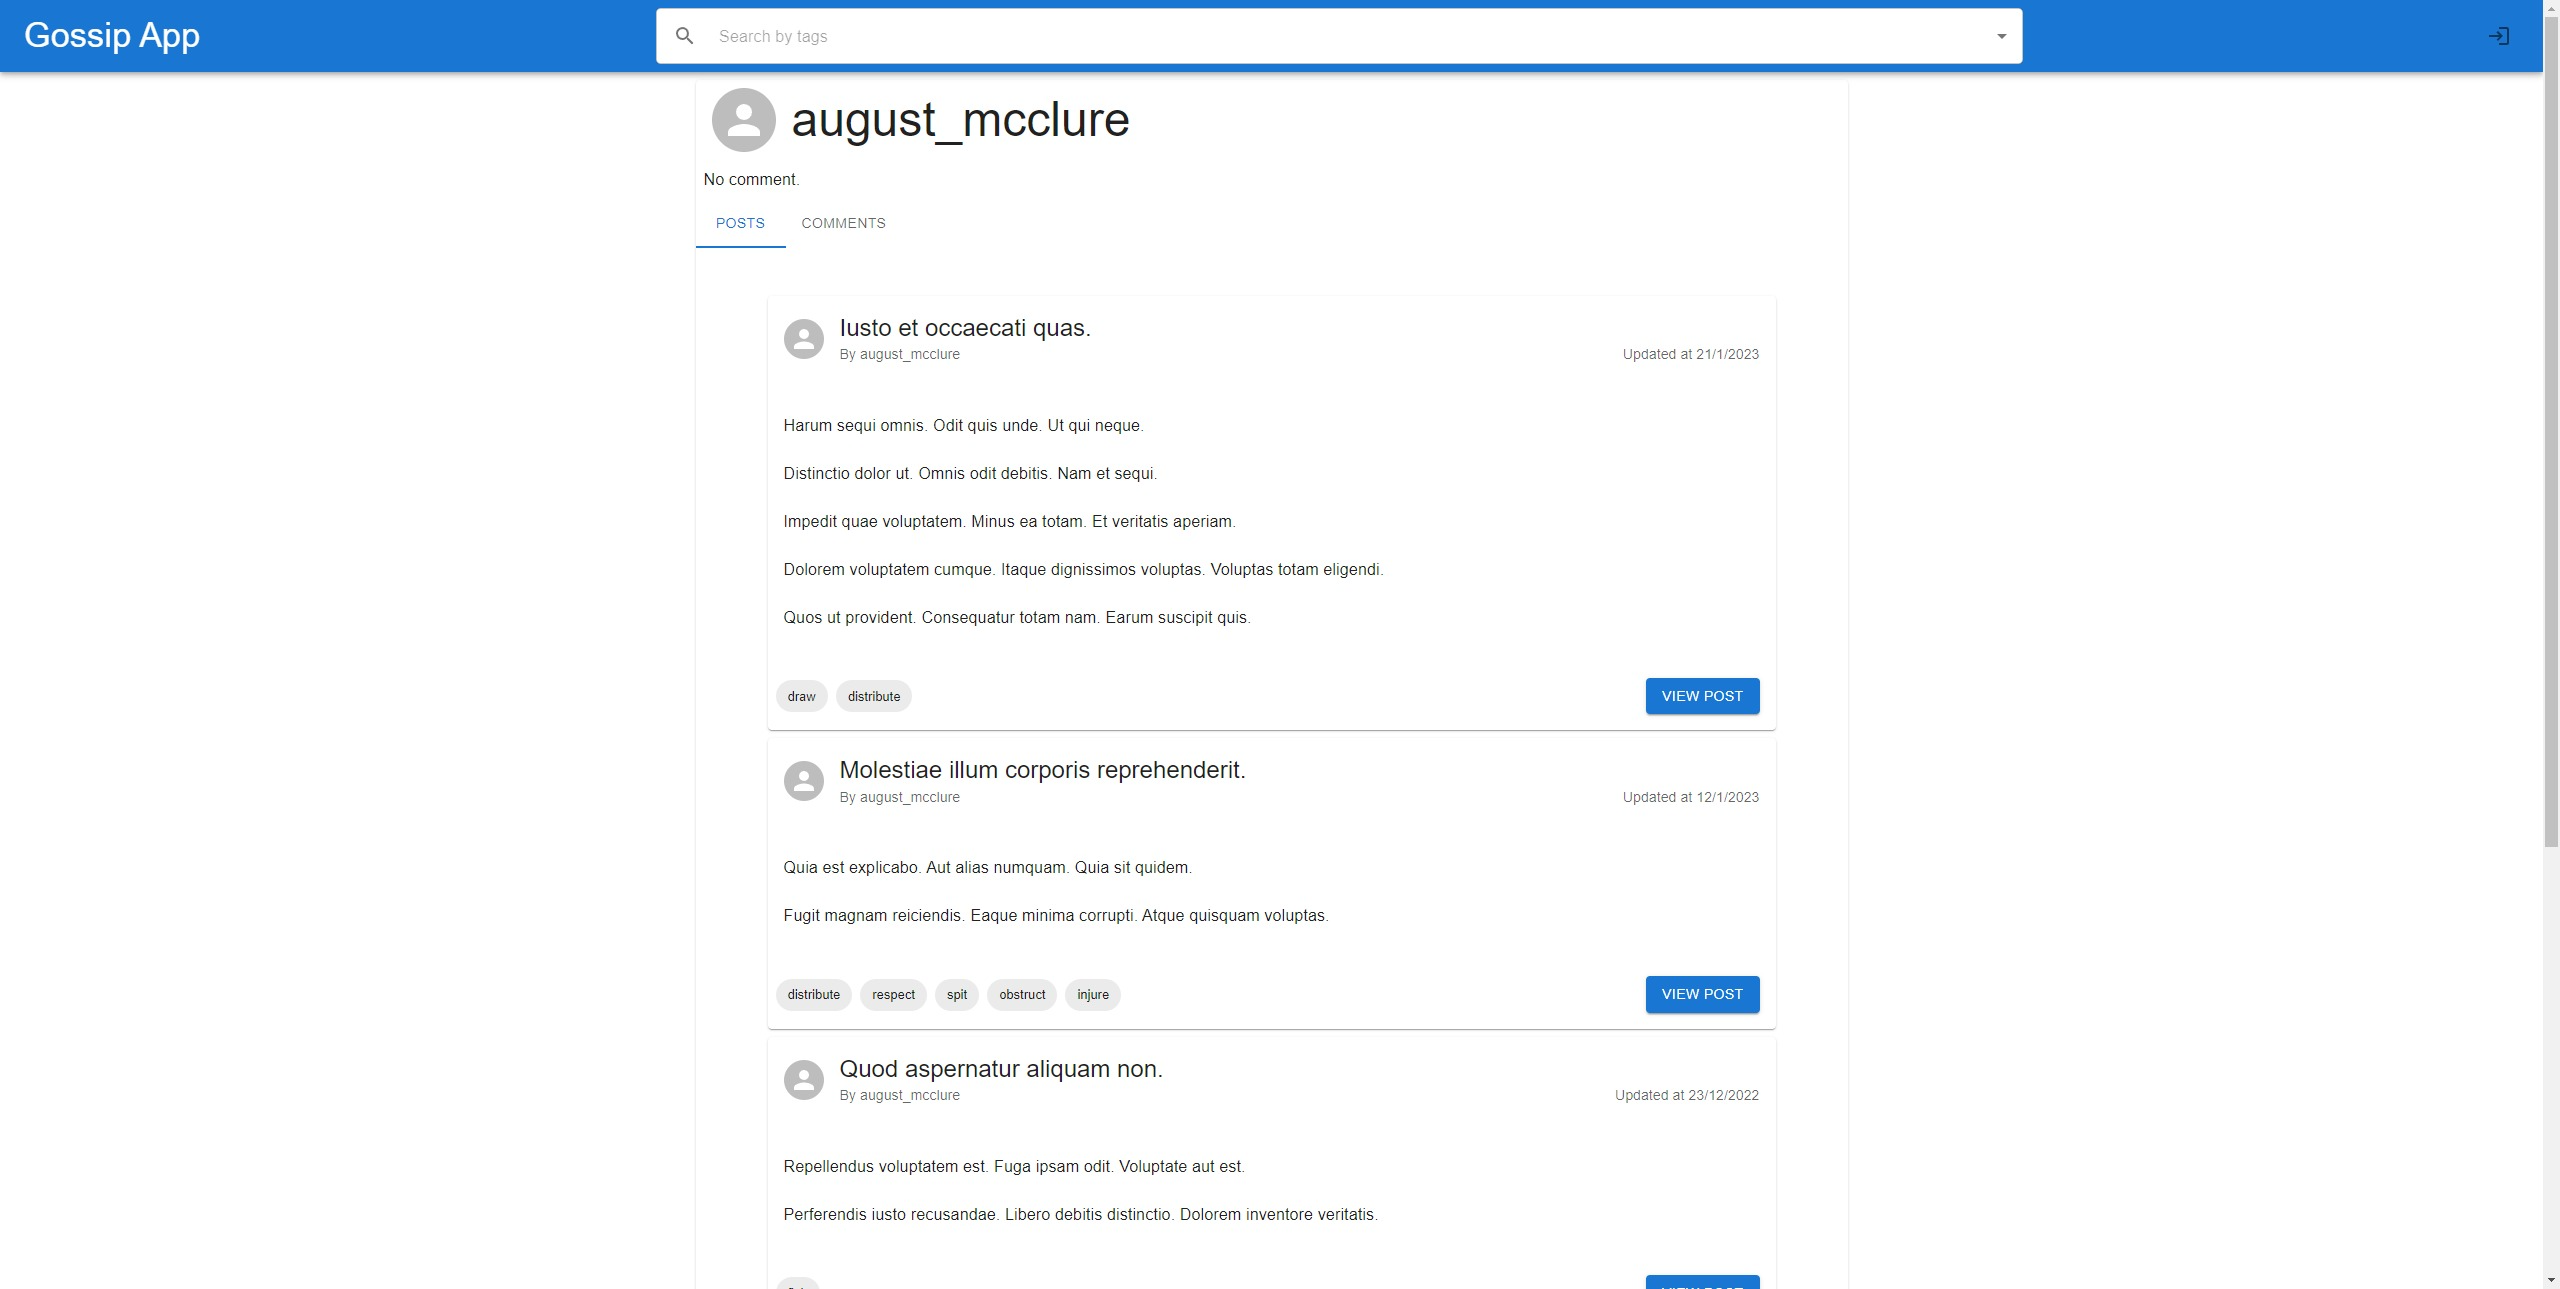 Gossip App
Search by tags
august_mcclure
No comment.
POSTS COMMENTS
Iusto et occaecati quas.
By august_mcclure Updated at 21/1/2023
Harum sequi omnis. Odit quis unde. Ut qui neque.
Distinctio dolor ut. Omnis odit debitis. Nam et sequi.
Impedit quae voluptatem. Minus ea totam. Et veritatis aperiam.
Dolorem voluptatem cumque. Itaque dignissimos voluptas. Voluptas totam eligendi.
Quos ut provident. Consequatur totam nam. Earum suscipit quis.
draw distribute VIEW POST
Molestiae illum corporis reprehenderit.
By august_mcclure Updated at 12/1/2023
Quia est explicabo. Aut alias numquam. Quia sit quidem.
Fugit magnam reiciendis. Eaque minima corrupti. Atque quisquam voluptas.
distribute respect spit obstruct injure VIEW POST
Quod aspernatur aliquam non.
By august_mcclure Updated at 23/12/2022
Repellendus voluptatem est. Fuga ipsam odit. Voluptate aut est.
Perferendis iusto recusandae. Libero debitis distinctio. Dolorem inventore veritatis.